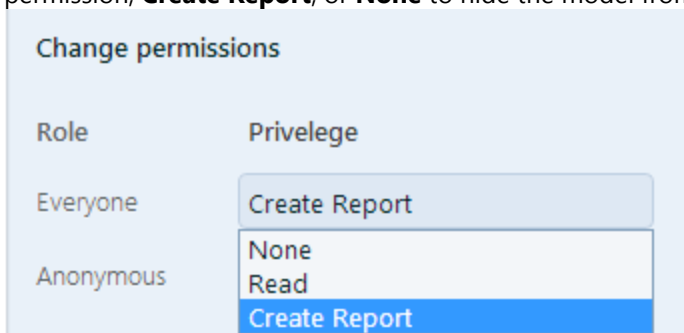 permission, Create Report, or None to hide the model from
Change permissions
Role Privelege
Everyone Create Report
None
Anonymous Read
Create Report